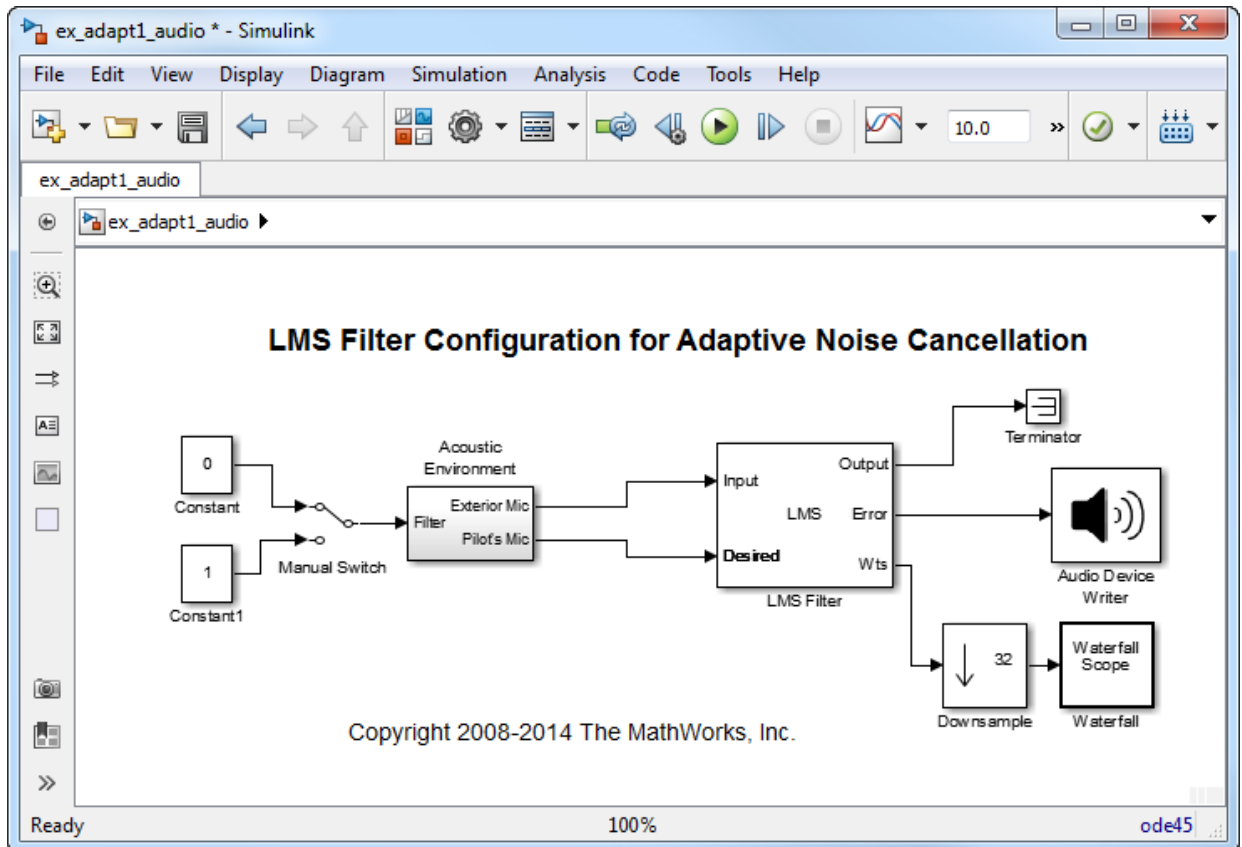 ex_adapt1_audio * - Simulink
File Edit View Display Diagram Simulation Analysis Code Tools Help
10.0 »
ex_adapt1_audio
ex_adapt1_audio
LMS Filter Configuration for Adaptive Noise Cancellation
0
Constant
1
Constant1
Manual Switch
Acoustic
Environment
Filter
Exterior Mic
Pilot's Mic
Input
Desired
LMS
Output
Error
Wts
LMS Filter
Terminator
Audio Device
Writer
32
Downsample
Waterfall
Scope
Waterfall
Copyright 2008-2014 The MathWorks, Inc.
Ready 100% ode45